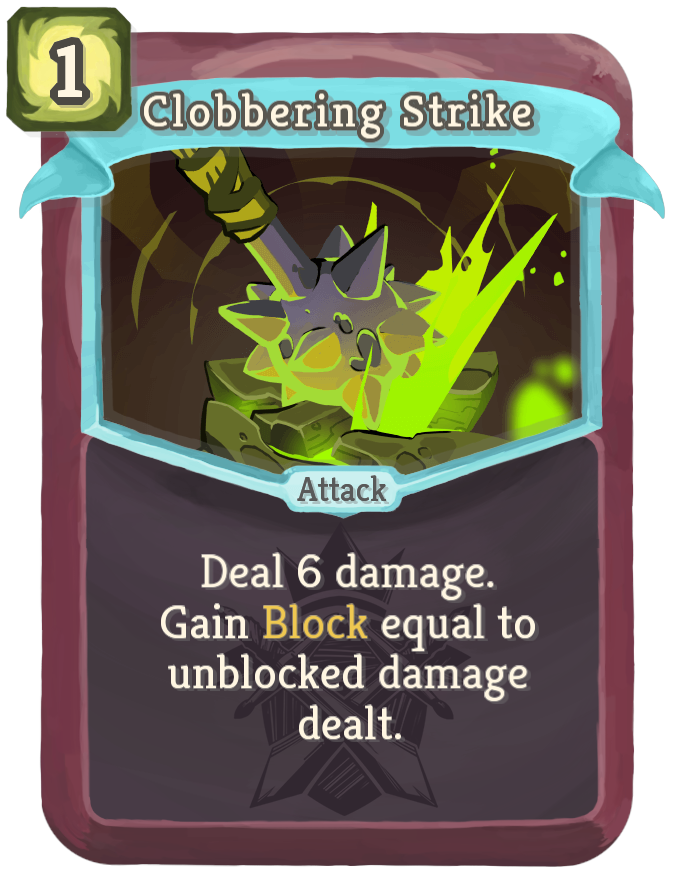 1
Clobbering Strike
Attack
Deal 6 damage.
Gain Block equal to
unblocked damage
dealt.